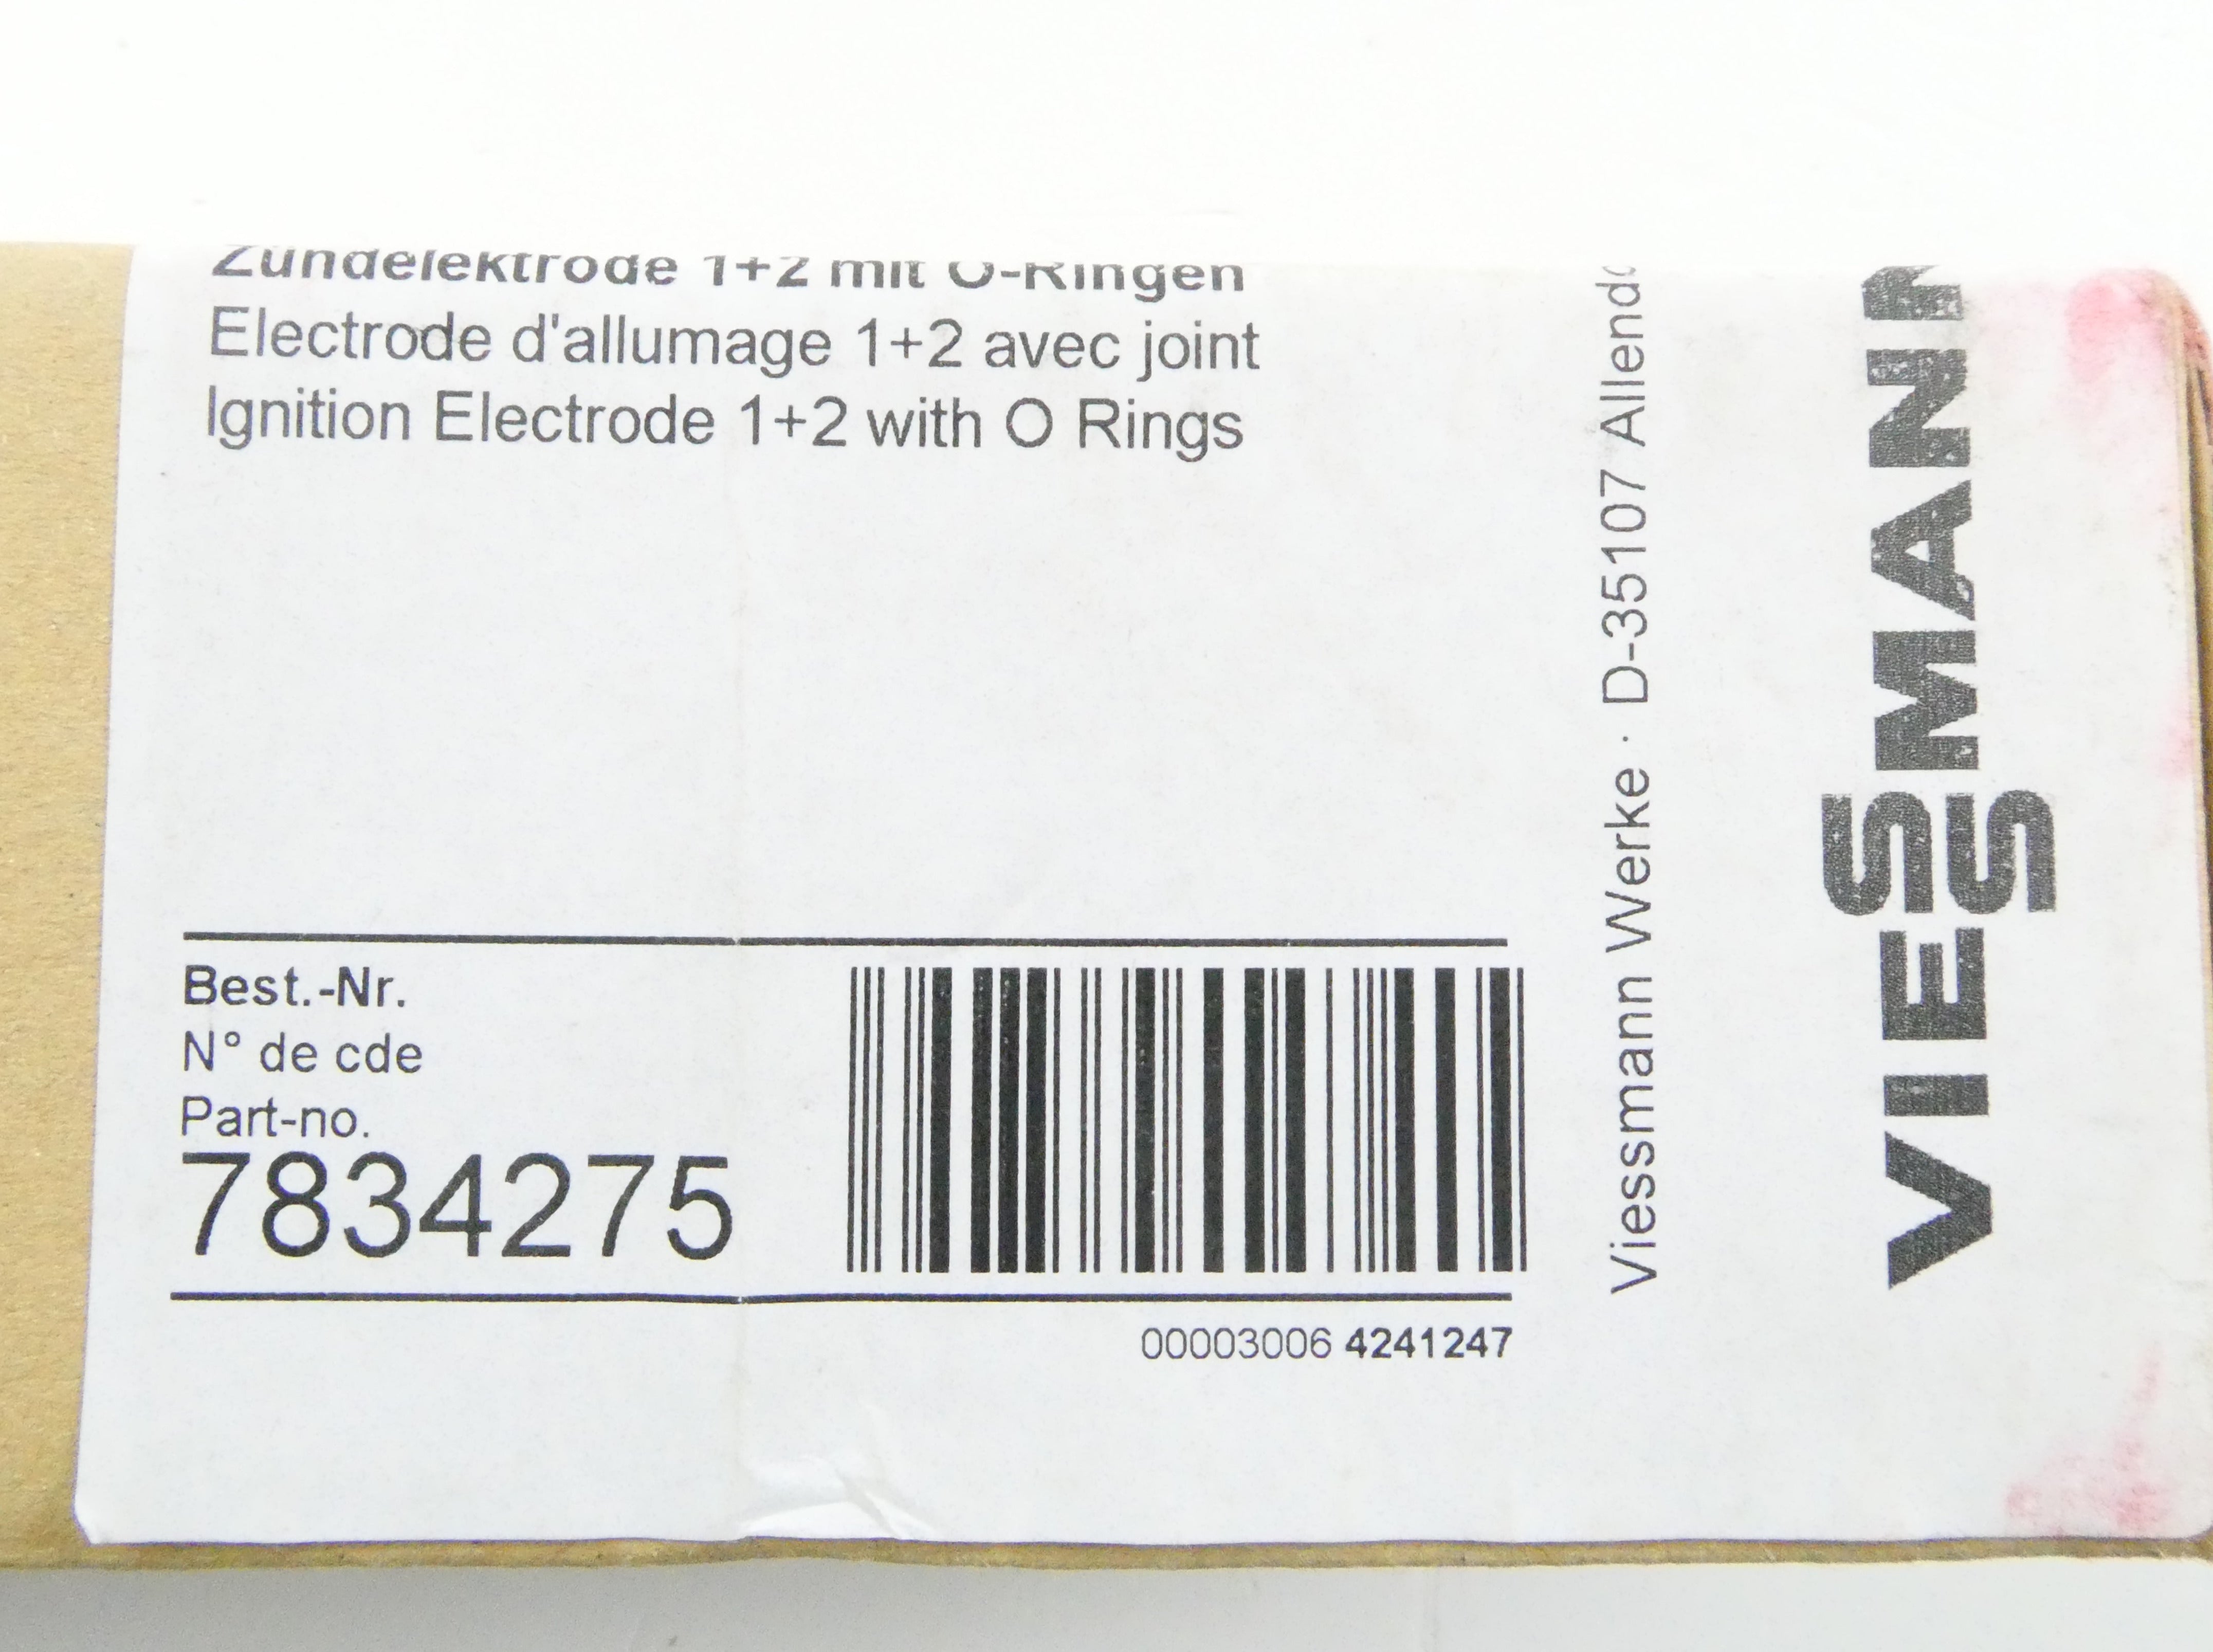 Zündelektrode 1+2 mit O-Ringen
Electrode d'allumage 1+2 avec joint
Ignition Electrode 1+2 with O Rings
Best.-Nr.
N° de cde
Part-no.
7834275
00003006 4241247
Viessmann Werke · D-35107
VIESSMANN